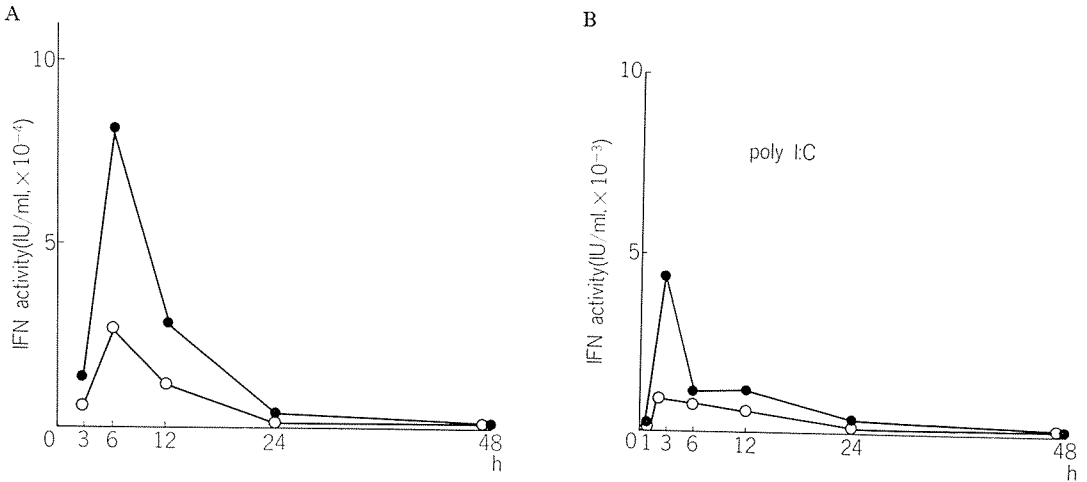 A
IFN activity(IU/ml, ×10⁻⁴)
10
5
0 3 6 12 24 48
h
B
IFN activity(IU/ml, ×10⁻³)
10
5
poly I:C
0 1 3 6 12 24 48
h